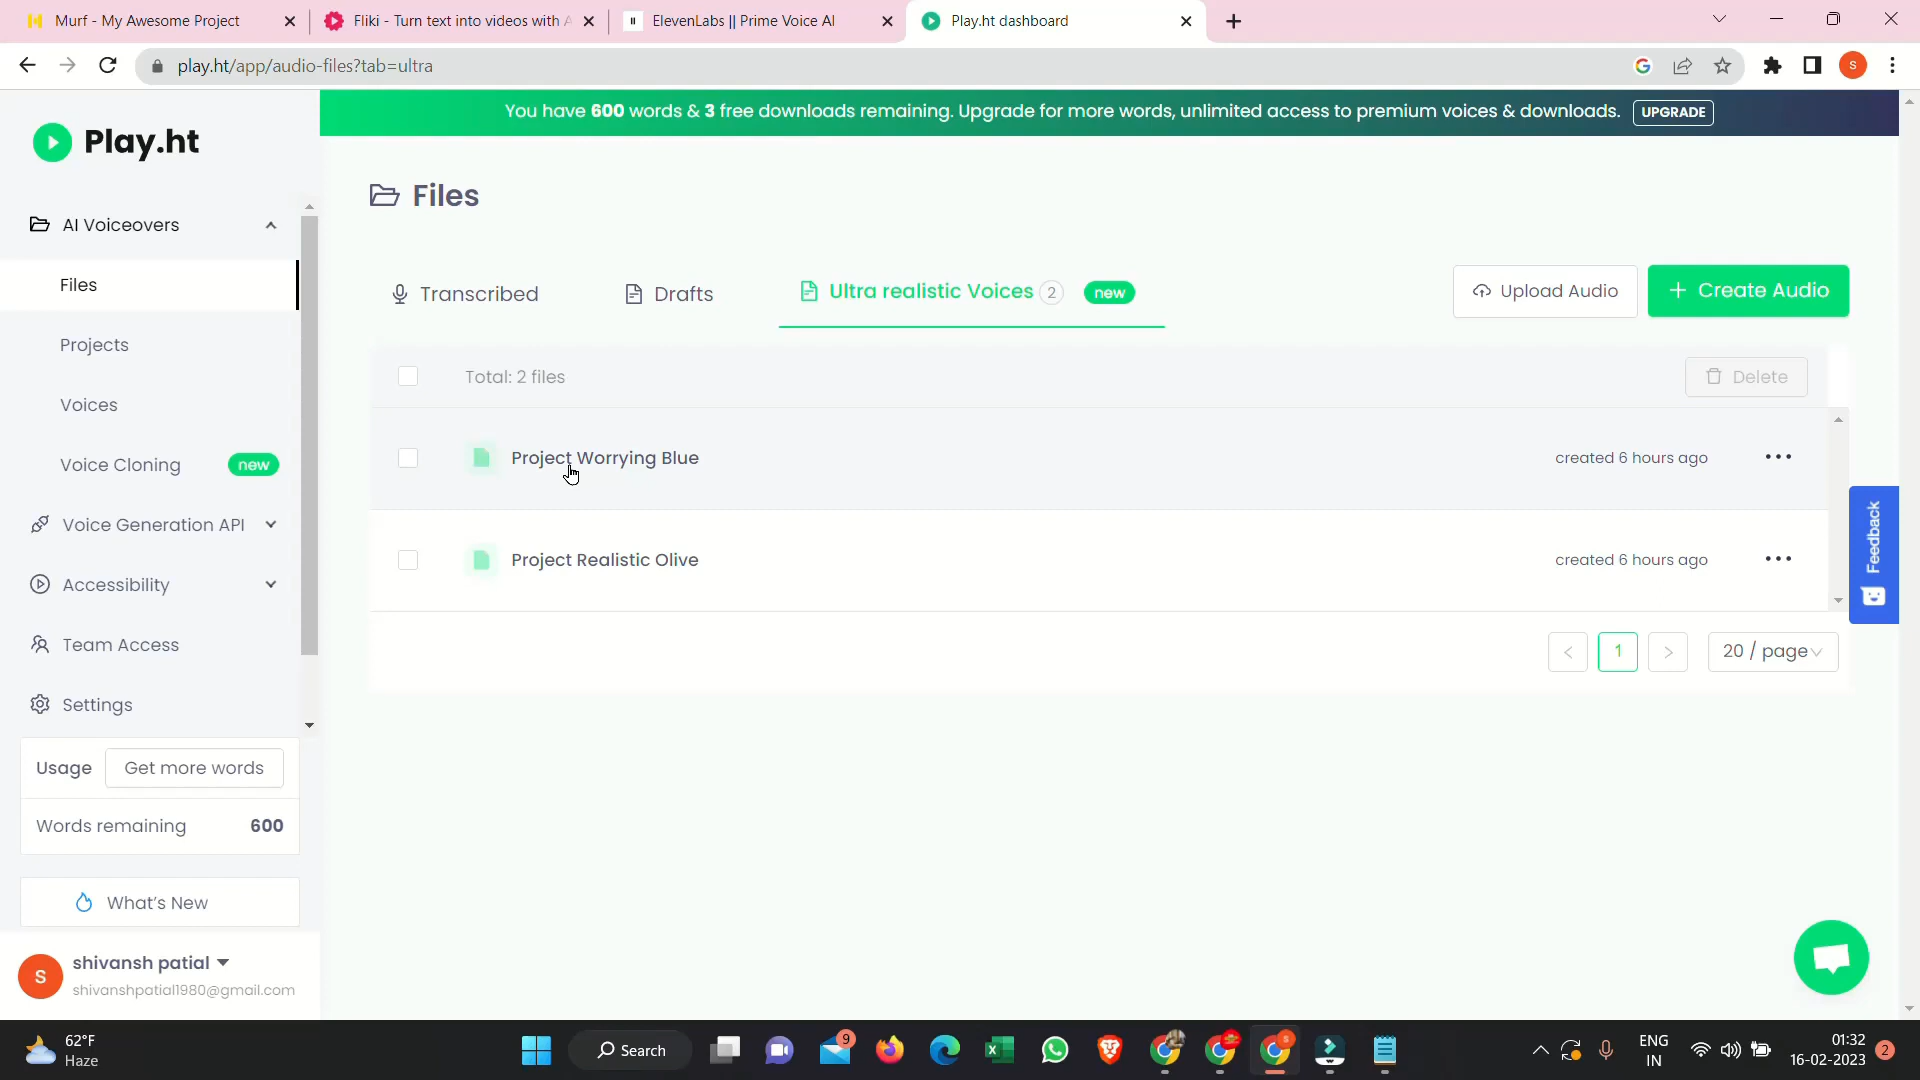 Murf - My Awesome Project
Fliki - Turn text into videos with A
ElevenLabs || Prime Voice AI
Play.ht dashboard
play.ht/app/audio-files?tab=ultra
S
You have 600 words & 3 free downloads remaining. Upgrade for more words, unlimited access to premium voices & downloads. UPGRADE
Play.ht
Files
AI Voiceovers
Files
Projects
Voices
Voice Cloning new
Voice Generation API
Accessibility
Team Access
Settings
Usage Get more words
Words remaining 600
What's New
S
shivansh patial
shivanshpatial1980@gmail.com
Transcribed
Drafts
Ultra realistic Voices 2 new
Upload Audio
+ Create Audio
Total: 2 files
Delete
Project Worrying Blue created 6 hours ago
Project Realistic Olive created 6 hours ago
< 1 > 20 / page
Feedback
62°F
Haze
Search
9
ENG
IN
01:32
16-02-2023
2